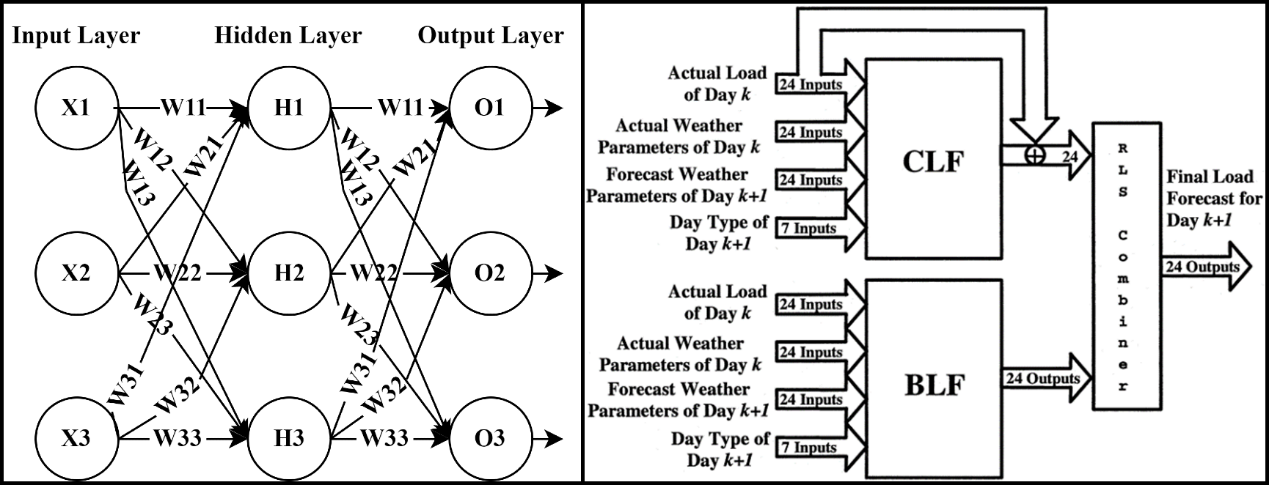 Input Layer
Hidden Layer
Output Layer
X1
W11
H1
W11
O1
W12
W21
W13
W12
W21
W13
X2
W22
H2
W22
O2
W23
W31
W32
W23
W31
W32
X3
W33
H3
W33
O3
Actual Load
of Day k
24 Inputs
Actual Weather
Parameters of Day k
24 Inputs
Forecast Weather
Parameters of Day k+1
24 Inputs
Day Type of
Day k+1
7 Inputs
CLF
24
Actual Load
of Day k
24 Inputs
Actual Weather
Parameters of Day k
24 Inputs
Forecast Weather
Parameters of Day k+1
24 Inputs
Day Type of
Day k+1
7 Inputs
BLF
24 Outputs
RLS Combiner
Final Load
Forecast for
Day k+1
24 Outputs